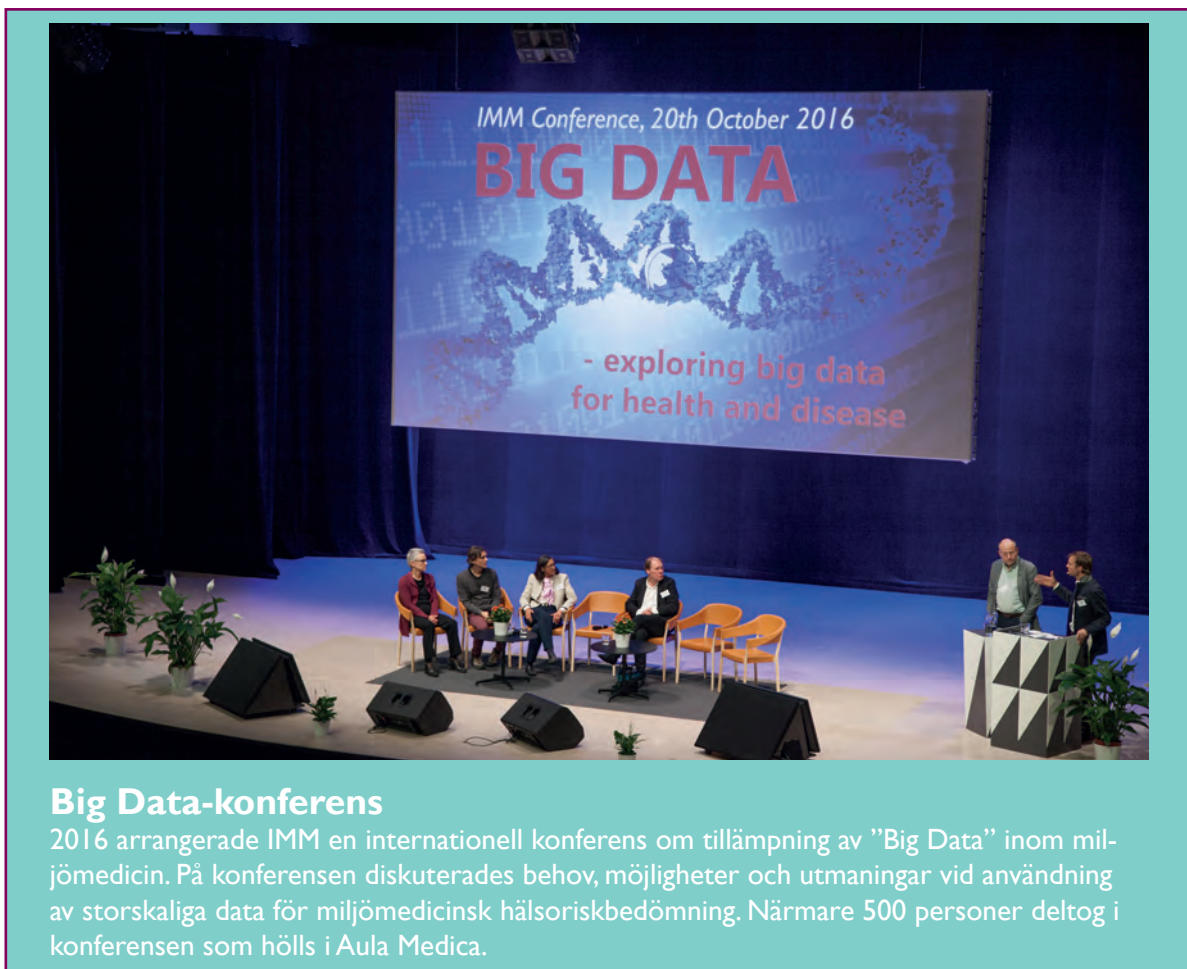 IMM Conference, 20th October 2016
BIG DATA
- exploring big data
for health and disease
Big Data-konferens
2016 arrangerade IMM en internationell konferens om tillämpning av ”Big Data” inom mil-
jömedicin. På konferensen diskuterades behov, möjligheter och utmaningar vid användning
av storskaliga data för miljömedicinsk hälsoriskbedömning. Närmare 500 personer deltog i
konferensen som hölls i Aula Medica.